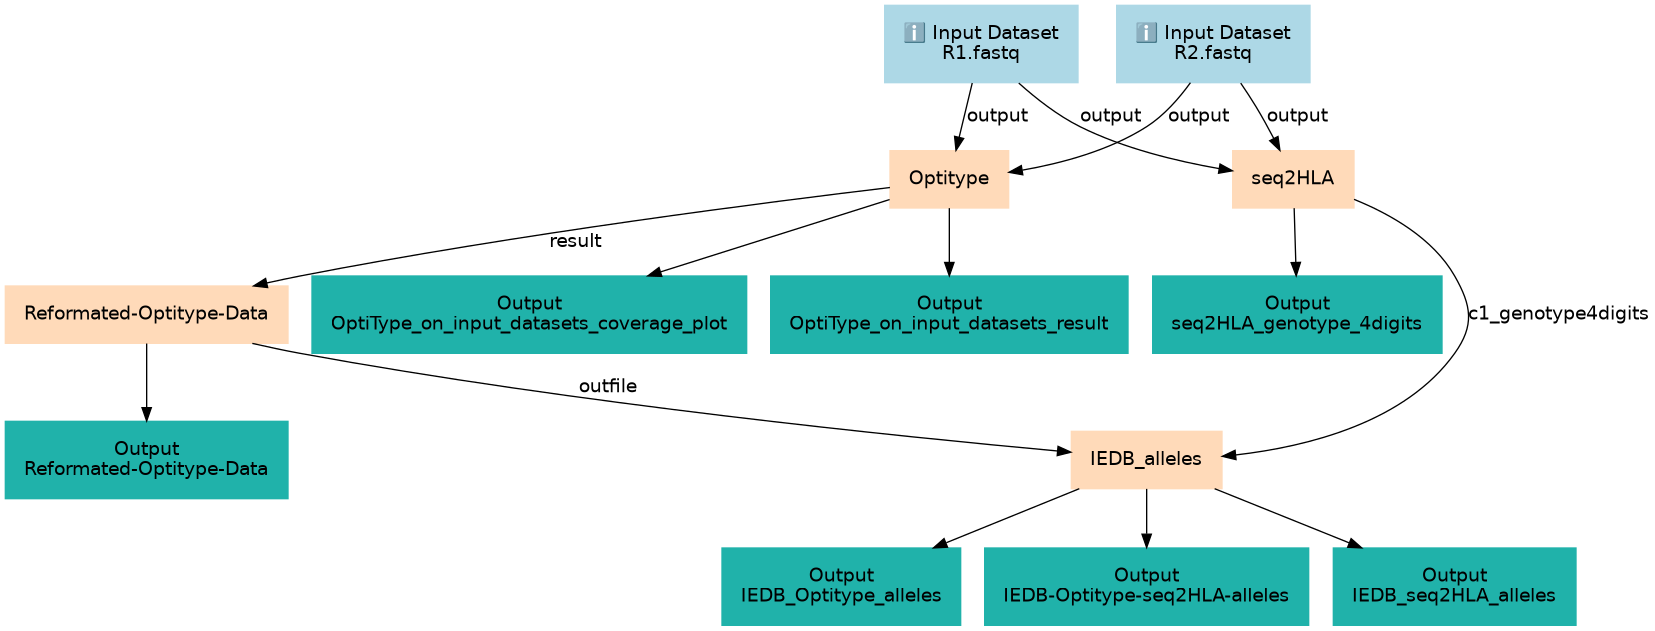 ℹ️ Input Dataset
R1.fastq
ℹ️ Input Dataset
R2.fastq
output
output
output
output
Optitype
seq2HLA
result
Reformated-Optitype-Data
Output
OptiType_on_input_datasets_coverage_plot
Output
OptiType_on_input_datasets_result
Output
seq2HLA_genotype_4digits
c1_genotype4digits
outfile
Output
Reformated-Optitype-Data
IEDB_alleles
Output
IEDB_Optitype_alleles
Output
IEDB-Optitype-seq2HLA-alleles
Output
IEDB_seq2HLA_alleles